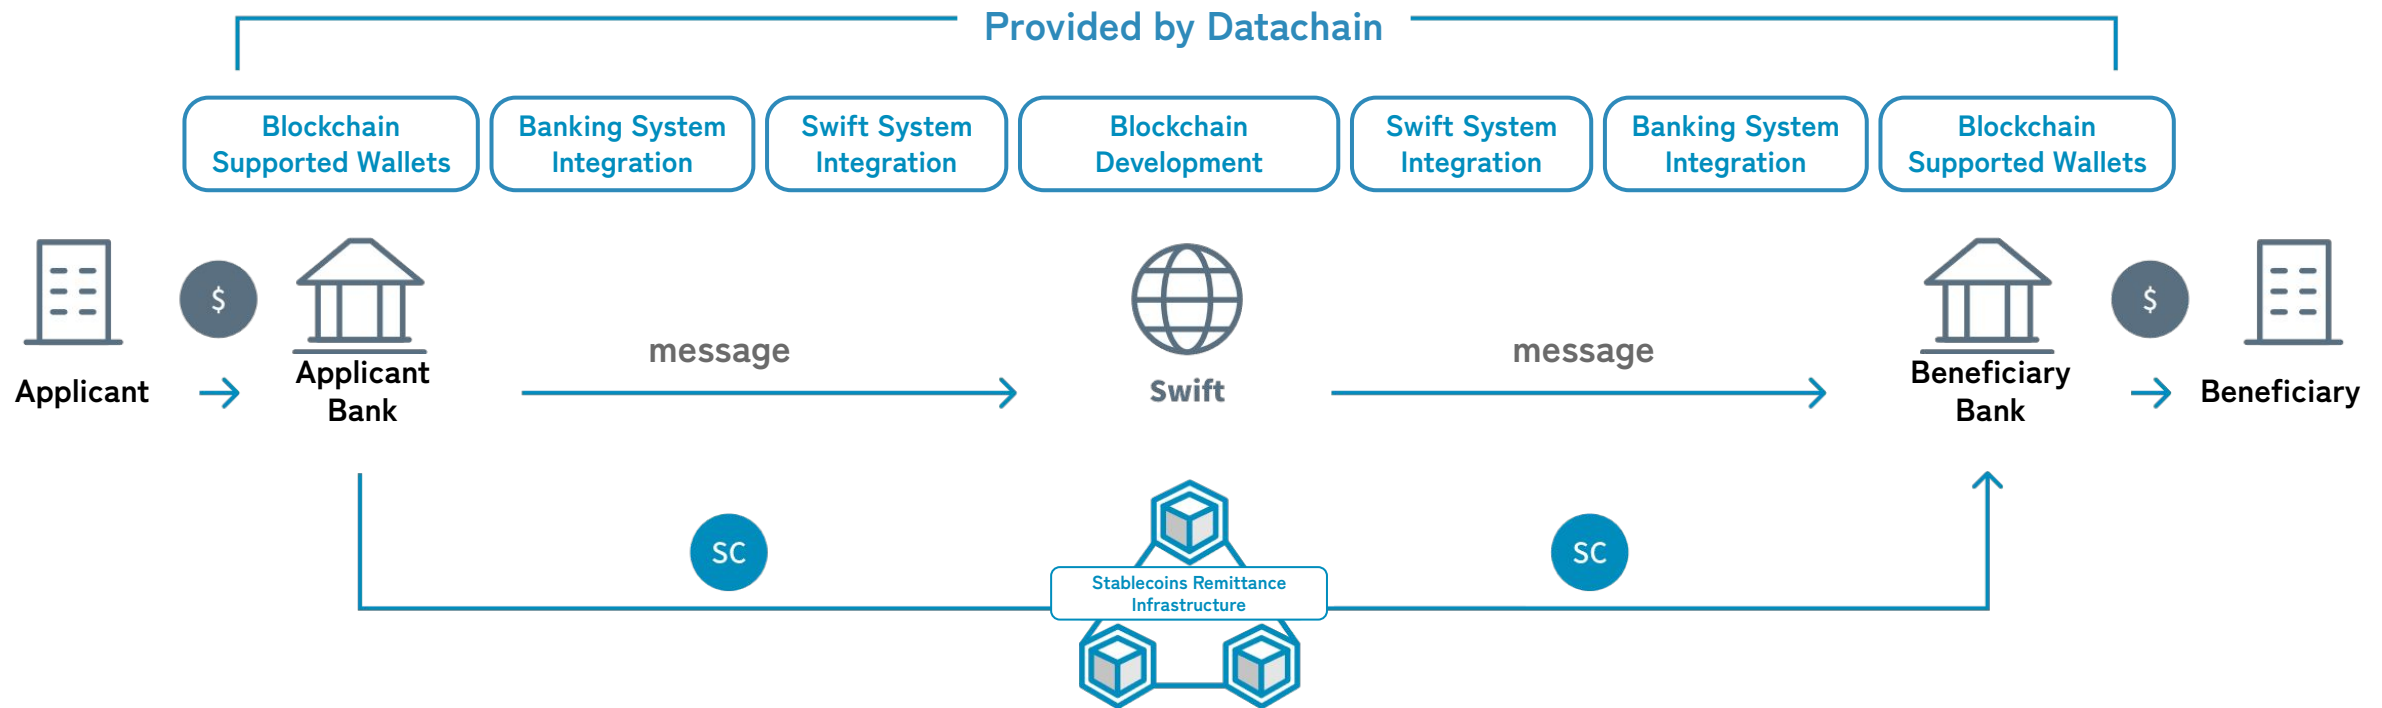 Provided by Datachain
Blockchain
Supported Wallets
Banking System
Integration
Swift System
Integration
Blockchain
Development
Swift System
Integration
Banking System
Integration
Blockchain
Supported Wallets
$
$
message
message
Applicant
Applicant
Bank
Swift
Beneficiary
Bank
Beneficiary
SC
SC
Stablecoins Remittance
Infrastructure